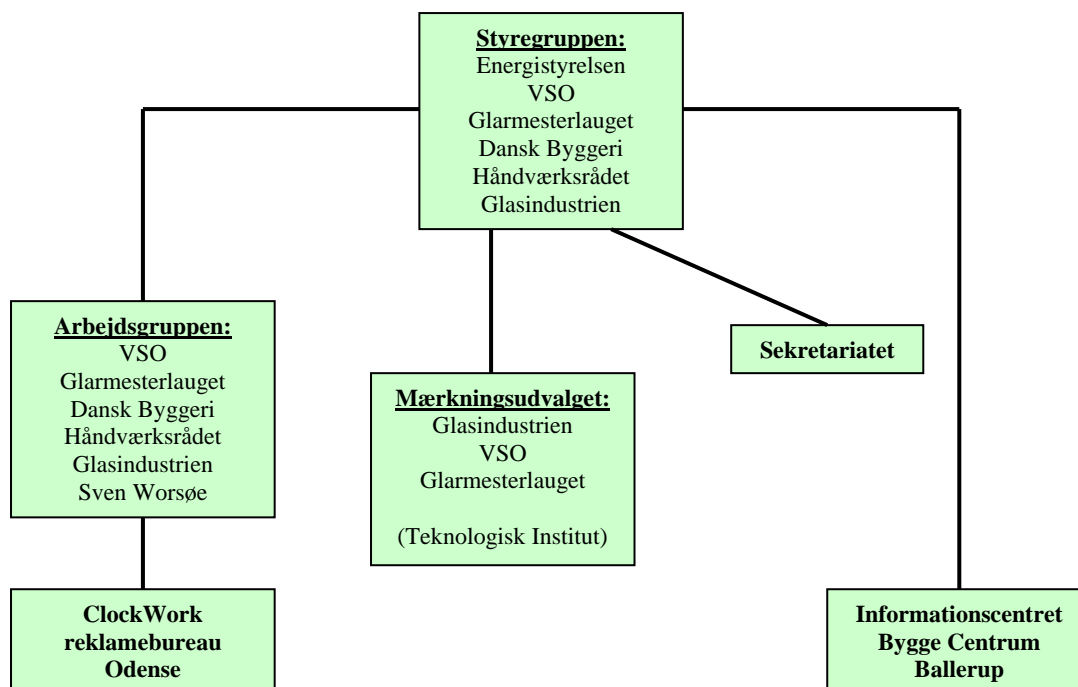 Styregruppen:
Energistyrelsen
VSO
Glarmesterlauget
Dansk Byggeri
Håndværksrådet
Glasindustrien
Arbejdsgruppen:
VSO
Glarmesterlauget
Dansk Byggeri
Håndværksrådet
Glasindustrien
Sven Worsøe
Mærkningsudvalget:
Glasindustrien
VSO
Glarmesterlauget
(Teknologisk Institut)
Sekretariatet
ClockWork
reklamebureau
Odense
Informationscentret
Bygge Centrum
Ballerup